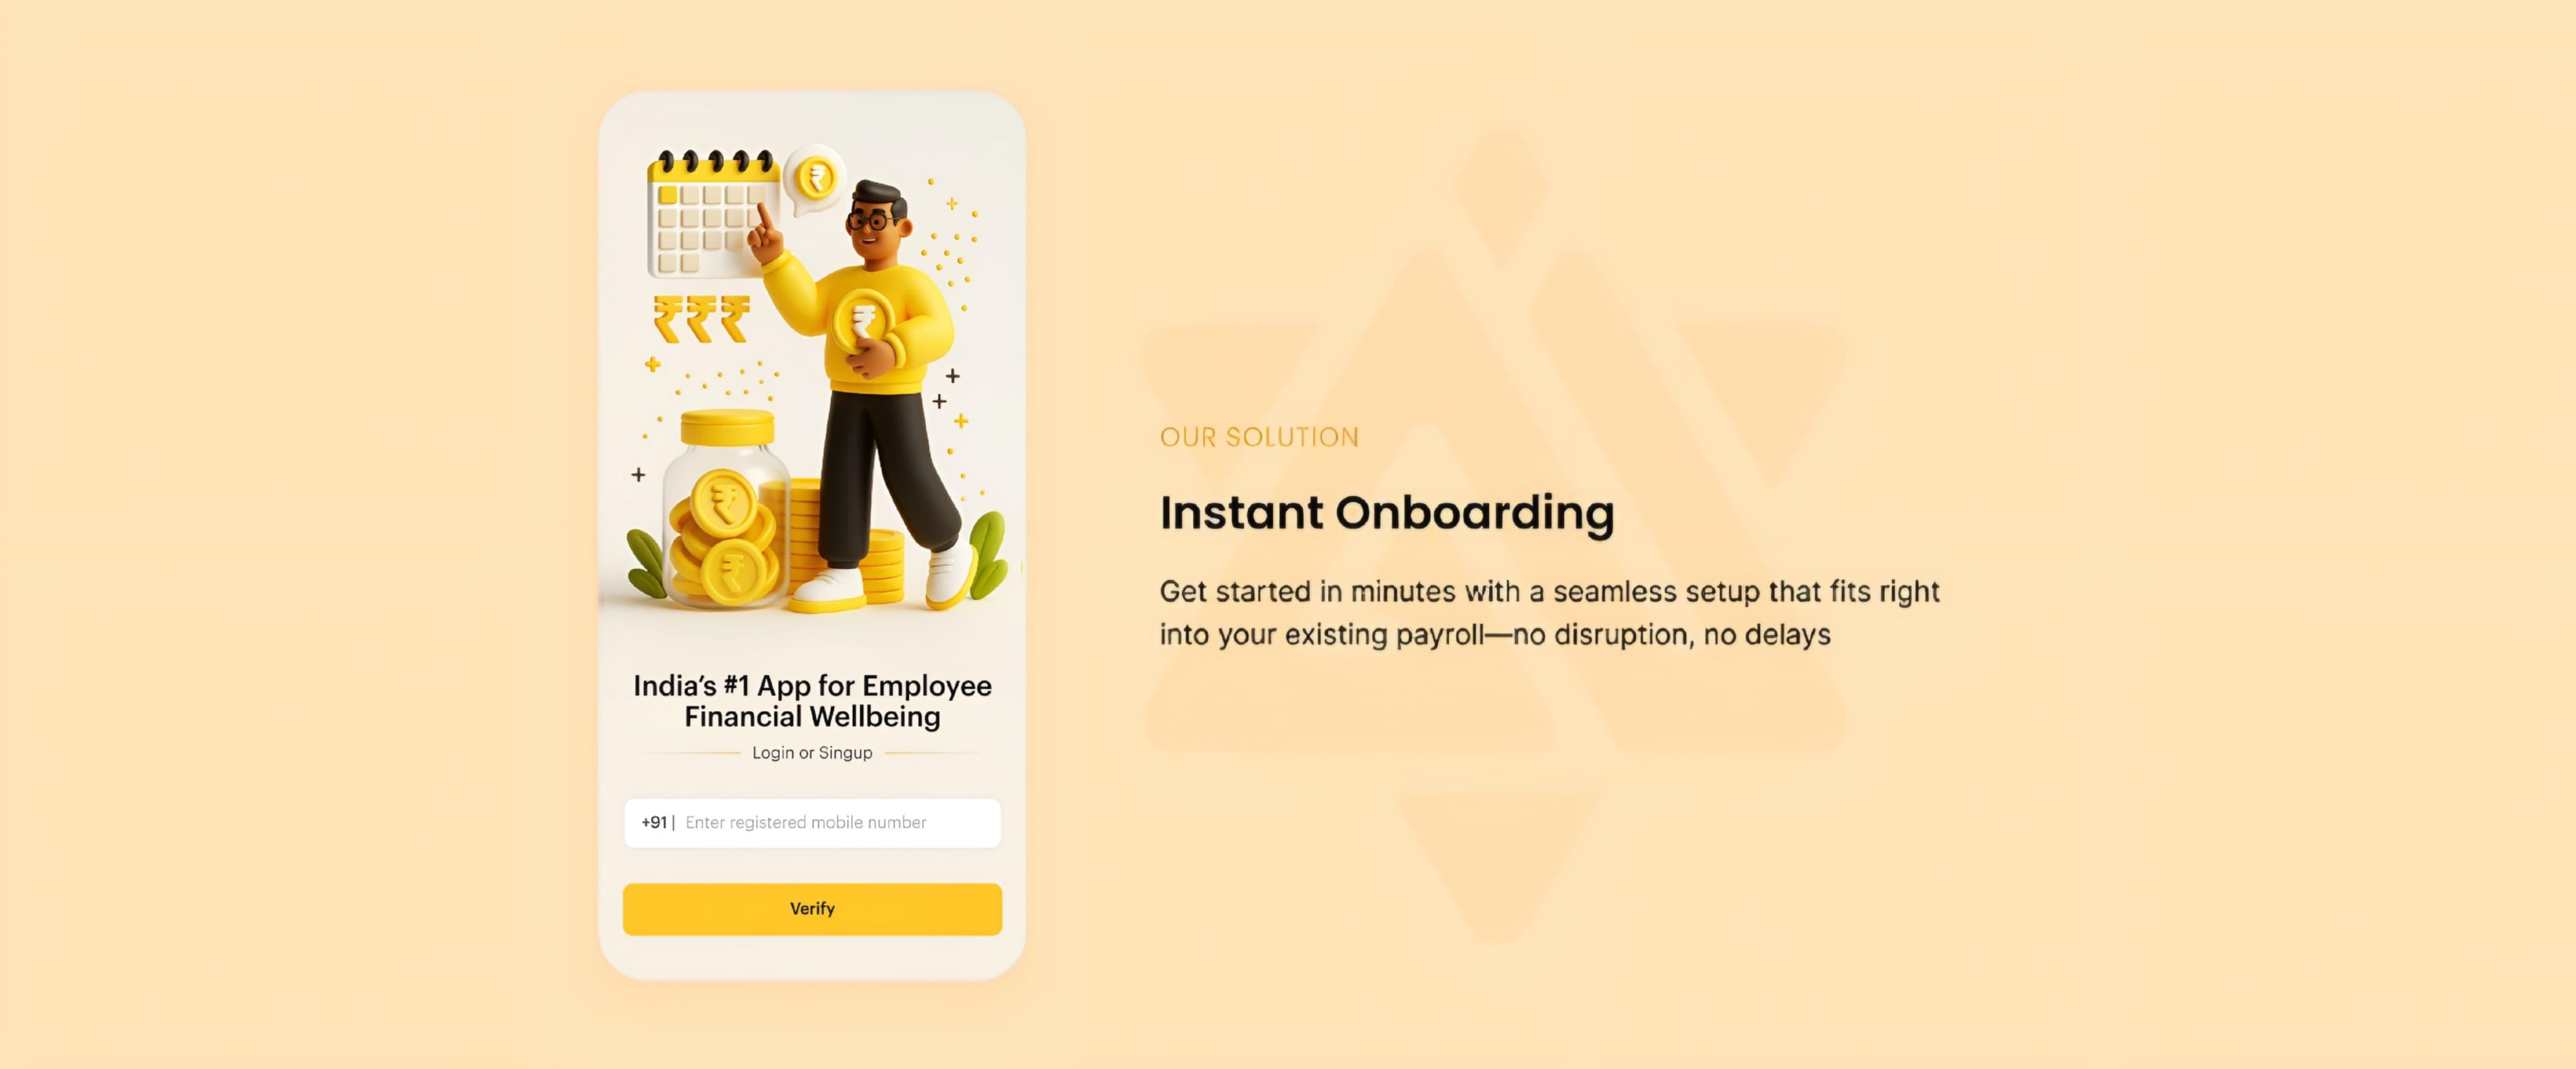 ₹
₹₹₹
₹
₹
₹
India's #1 App for Employee
Financial Wellbeing
Login or Singup
+91 | Enter registered mobile number
Verify
OUR SOLUTION
Instant Onboarding
Get started in minutes with a seamless setup that fits right
into your existing payroll—no disruption, no delays